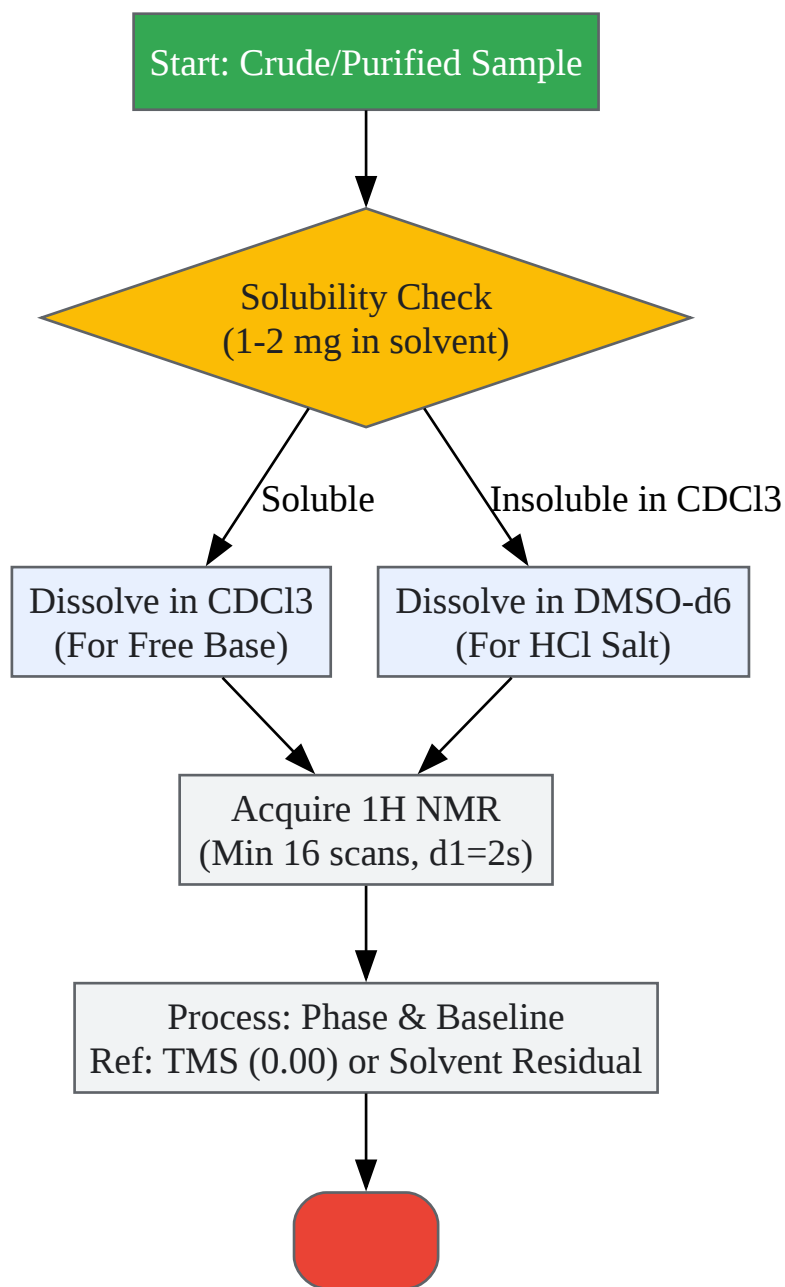 Start: Crude/Purified Sample
Solubility Check
(1-2 mg in solvent)
Soluble
Insoluble in CDCl3
Dissolve in CDCl3
(For Free Base)
Dissolve in DMSO-d6
(For HCl Salt)
Acquire 1H NMR
(Min 16 scans, d1=2s)
Process: Phase & Baseline
Ref: TMS (0.00) or Solvent Residual